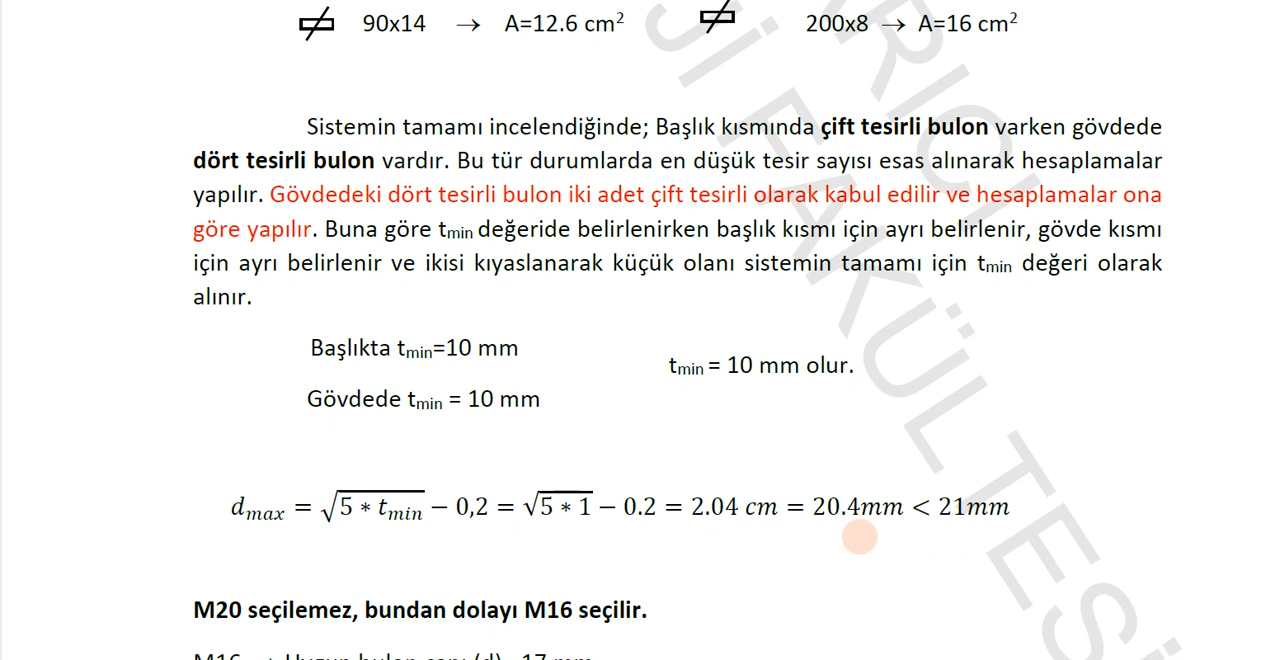 90x14 → A=12.6 cm² 200x8 → A=16 cm²
Sistemin tamamı incelendiğinde; Başlık kısmında çift tesirli bulon varken gövdede
dört tesirli bulon vardır. Bu tür durumlarda en düşük tesir sayısı esas alınarak hesaplamalar
yapılır. Gövdedeki dört tesirli bulon iki adet çift tesirli olarak kabul edilir ve hesaplamalar ona
göre yapılır. Buna göre tmin değeride belirlenirken başlık kısmı için ayrı belirlenir, gövde kısmı
için ayrı belirlenir ve ikisi kıyaslanarak küçük olanı sistemin tamamı için tmin değeri olarak
alınır.
Başlıkta tmin=10 mm
tmin = 10 mm olur.
Gövdede tmin = 10 mm
dmax = √5 * tmin − 0,2 = √5 * 1 − 0.2 = 2.04 cm = 20.4mm < 21mm
M20 seçilemez, bundan dolayı M16 seçilir.